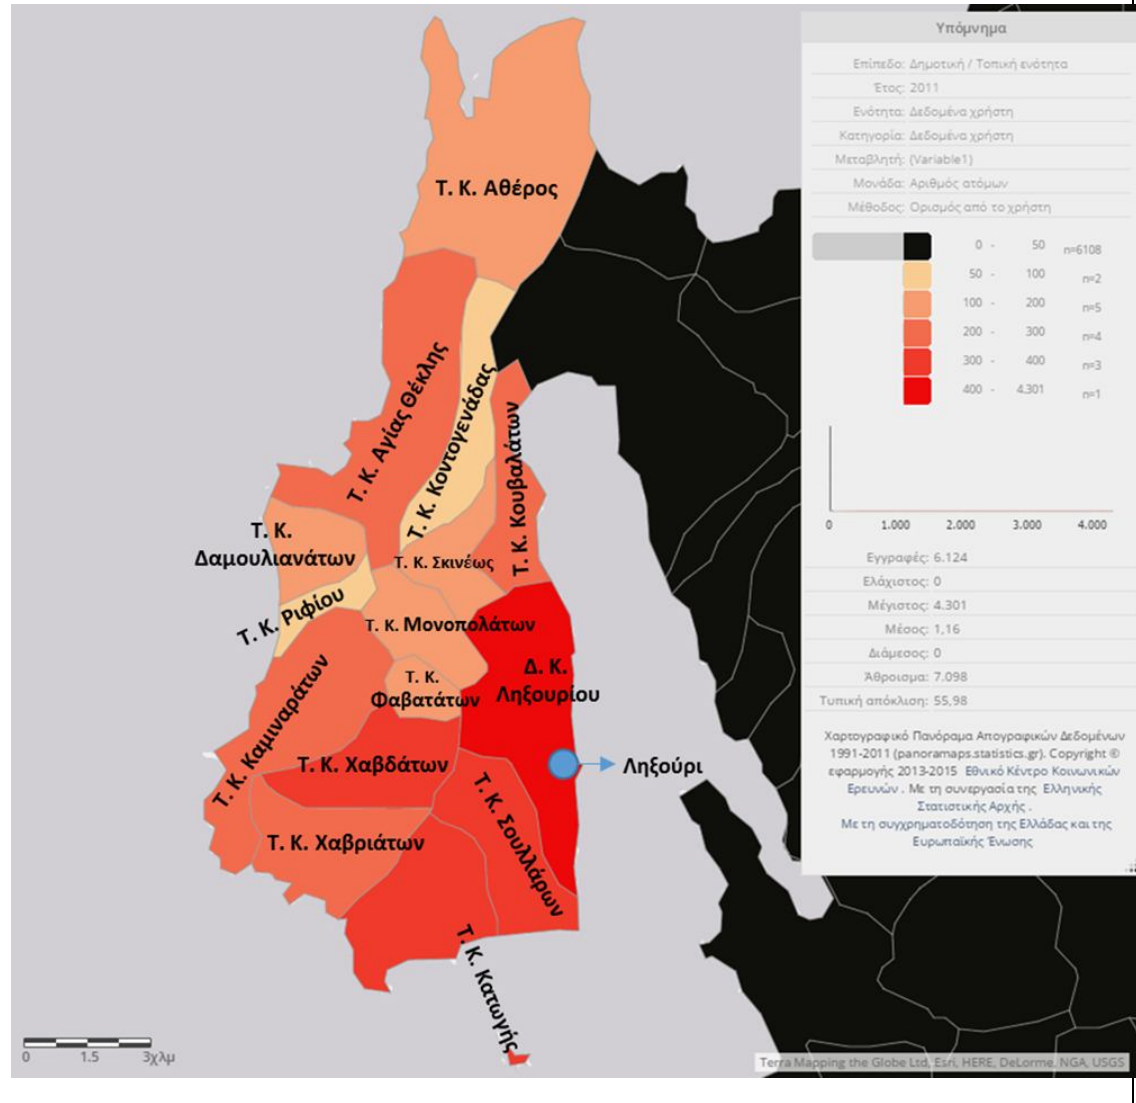 Υπόμνημα
Επίπεδο: Δημοτική / Τοπική ενότητα
Έτος: 2011
Ενότητα: Δεδομένα χρήστη
Κατηγορία: Δεδομένα χρήστη
Μεταβλητή: (Variable1)
Μονάδα: Αριθμός ατόμων
Μέθοδος: Ορισμός από το χρήστη
0 - 50 n=6108
50 - 100 n=2
100 - 200 n=5
200 - 300 n=4
300 - 400 n=3
400 - 4.301 n=1
0 1.000 2.000 3.000 4.000
Εγγραφές: 6.124
Ελάχιστος: 0
Μέγιστος: 4.301
Μέσος: 1,16
Διάμεσος: 0
Άθροισμα: 7.098
Τυπική απόκλιση: 55,98
Χαρτογραφικό Πανόραμα Απογραφικών Δεδομένων
1991-2011 (panoramaps.statistics.gr). Copyright ©
εφαρμογής 2013-2015 Εθνικό Κέντρο Κοινωνικών
Ερευνών . Με τη συνεργασία της Ελληνικής
Στατιστικής Αρχής .
Με τη συγχρηματοδότηση της Ελλάδας και της
Ευρωπαϊκής Ένωσης
Τ. Κ. Αθέρος
Τ. Κ. Αγίας Θέκλης
Τ. Κ. Κοντογενάδας
Τ. Κ. Κουβαλάτων
Τ. Κ.
Δαμουλιανάτων
Τ. Κ. Σκινέως
Τ. Κ. Ριφίου
Τ. Κ. Μονοπολάτων
Τ. Κ.
Φαβατάτων
Δ. Κ.
Ληξουρίου
Τ. Κ. Καμιναράτων
Τ. Κ. Χαβδάτων
Ληξούρι
Τ. Κ. Σουλλάρων
Τ. Κ. Χαβριάτων
Τ. Κ. Κατωγής
0 1.5 3χλμ
Terra Mapping the Globe Ltd, Esri, HERE, DeLorme, NGA, USGS